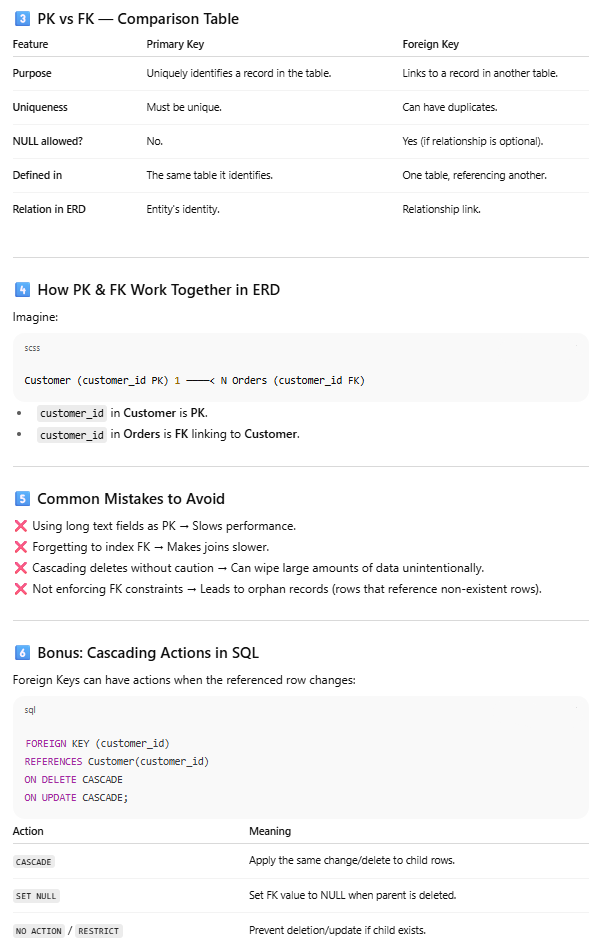 3 PK vs FK — Comparison Table
Feature Primary Key Foreign Key
Purpose Uniquely identifies a record in the table. Links to a record in another table.
Uniqueness Must be unique. Can have duplicates.
NULL allowed? No. Yes (if relationship is optional).
Defined in The same table it identifies. One table, referencing another.
Relation in ERD Entity's identity. Relationship link.
4 How PK & FK Work Together in ERD
Imagine:
scss
Customer (customer_id PK) 1 ────< N Orders (customer_id FK)
• customer_id in Customer is PK.
• customer_id in Orders is FK linking to Customer.
5 Common Mistakes to Avoid
❌ Using long text fields as PK → Slows performance.
❌ Forgetting to index FK → Makes joins slower.
❌ Cascading deletes without caution → Can wipe large amounts of data unintentionally.
❌ Not enforcing FK constraints → Leads to orphan records (rows that reference non-existent rows).
6 Bonus: Cascading Actions in SQL
Foreign Keys can have actions when the referenced row changes:
sql
FOREIGN KEY (customer_id)
REFERENCES Customer(customer_id)
ON DELETE CASCADE
ON UPDATE CASCADE;
Action Meaning
CASCADE Apply the same change/delete to child rows.
SET NULL Set FK value to NULL when parent is deleted.
NO ACTION / RESTRICT Prevent deletion/update if child exists.